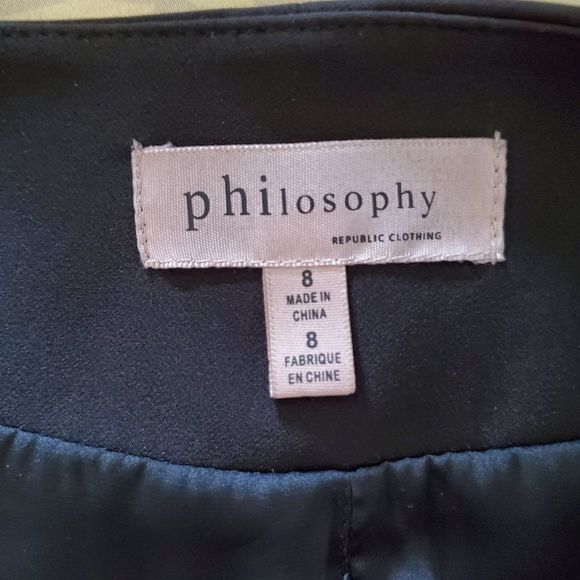 philosophy
REPUBLIC CLOTHING
8
MADE IN
CHINA
8
FABRIQUE
EN CHINE